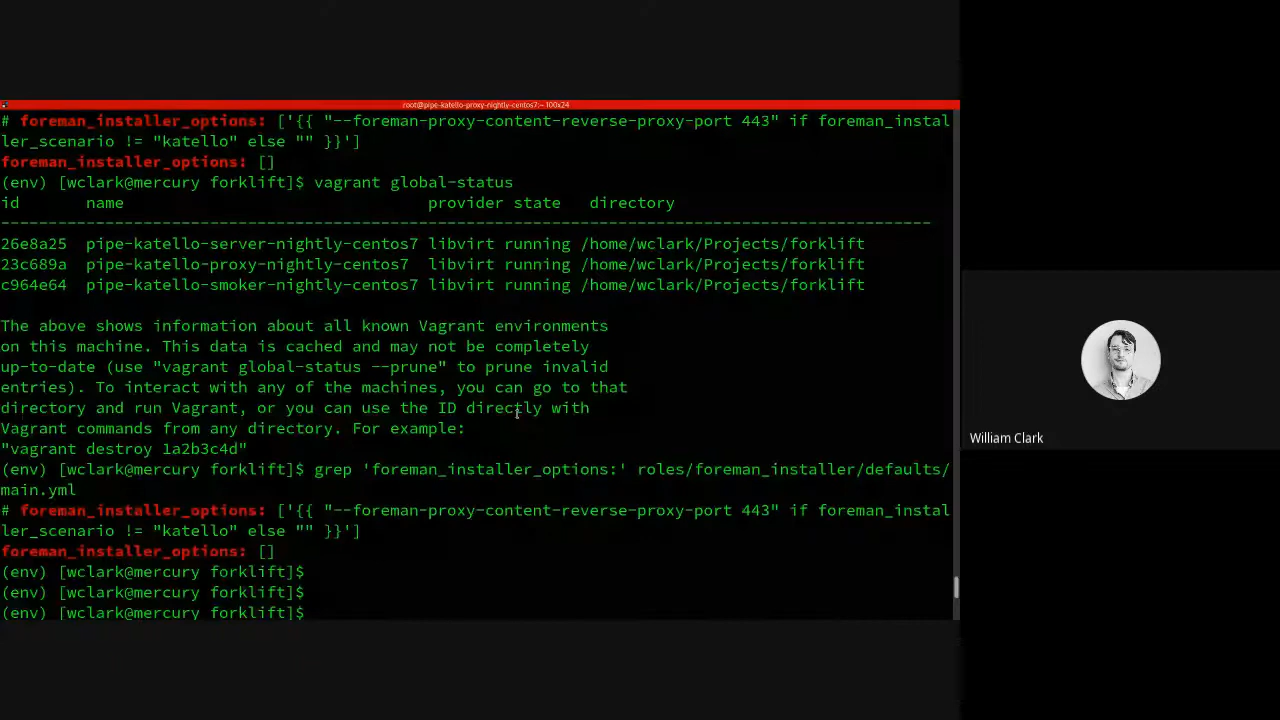 root@pipe-katello-proxy-nightly-centos7:~ 100x24
# foreman_installer_options: ['{{ "--foreman-proxy-content-reverse-proxy-port 443" if foreman_instal
ler_scenario != "katello" else "" }}']
foreman_installer_options: []
(env) [wclark@mercury forklift]$ vagrant global-status
id       name                                provider state   directory
--------------------------------------------------------------------------------------------------
26e8a25  pipe-katello-server-nightly-centos7 libvirt running /home/wclark/Projects/forklift
23c689a  pipe-katello-proxy-nightly-centos7  libvirt running /home/wclark/Projects/forklift
c964e64  pipe-katello-smoker-nightly-centos7 libvirt running /home/wclark/Projects/forklift
The above shows information about all known Vagrant environments
on this machine. This data is cached and may not be completely
up-to-date (use "vagrant global-status --prune" to prune invalid
entries). To interact with any of the machines, you can go to that
directory and run Vagrant, or you can use the ID directly with
Vagrant commands from any directory. For example:
"vagrant destroy 1a2b3c4d"
(env) [wclark@mercury forklift]$ grep 'foreman_installer_options:' roles/foreman_installer/defaults/
main.yml
# foreman_installer_options: ['{{ "--foreman-proxy-content-reverse-proxy-port 443" if foreman_instal
ler_scenario != "katello" else "" }}']
foreman_installer_options: []
(env) [wclark@mercury forklift]$
(env) [wclark@mercury forklift]$
(env) [wclark@mercury forklift]$
William Clark